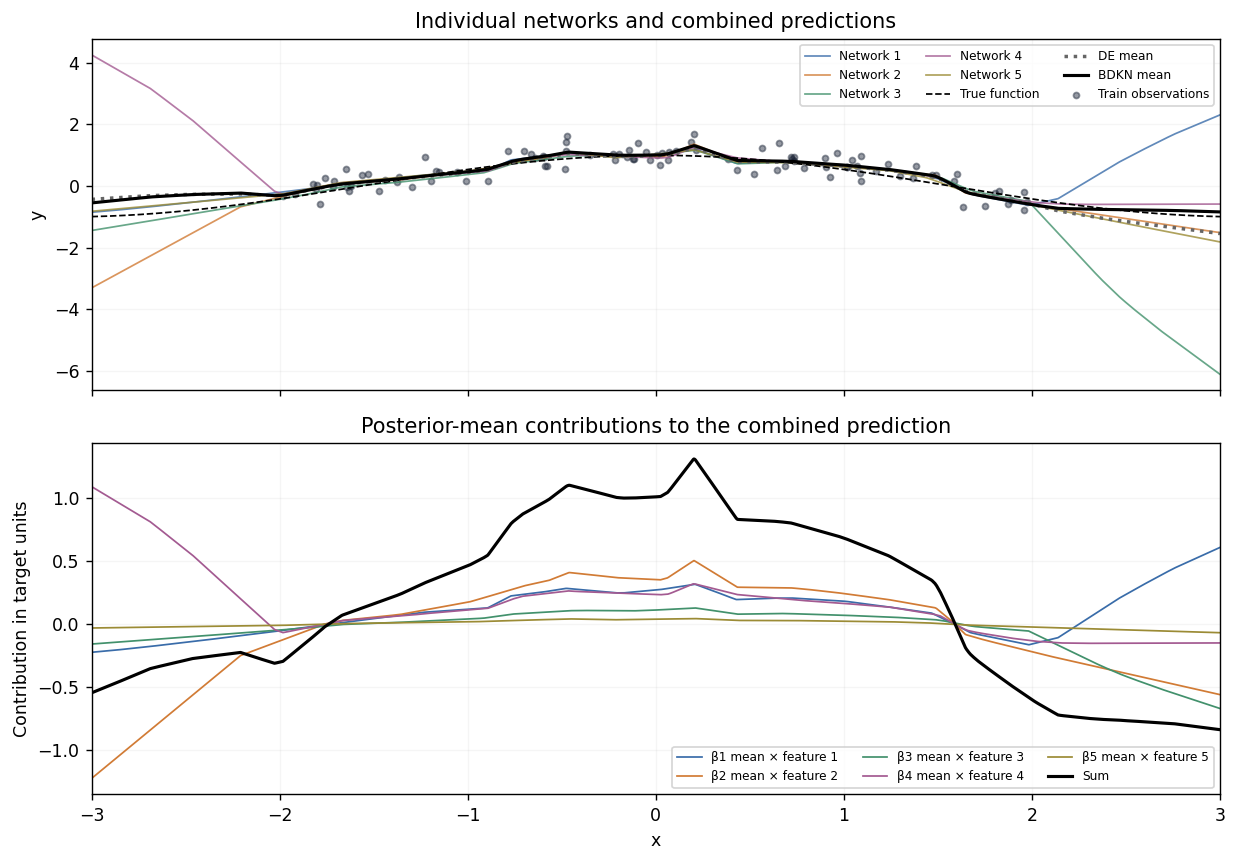 Individual networks and combined predictions
Network 1
Network 2
Network 3
Network 4
Network 5
True function
DE mean
BDKN mean
Train observations
4
2
0
−2
−4
−6
y
Posterior-mean contributions to the combined prediction
1.0
0.5
0.0
−0.5
−1.0
Contribution in target units
β1 mean × feature 1
β2 mean × feature 2
β3 mean × feature 3
β4 mean × feature 4
β5 mean × feature 5
Sum
−3 −2 −1 0 1 2 3
x